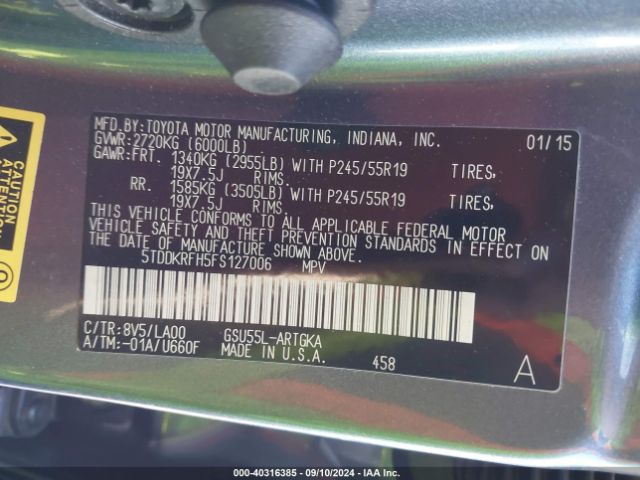 MFD.BY:TOYOTA MOTOR MANUFACTURING, INDIANA, INC. 01/15
GVWR:2720KG (6000LB)
GAWR:FRT. 1340KG (2955LB) WITH P245/55R19 TIRES,
19X7.5J RIMS.
RR. 1585KG (3505LB) WITH P245/55R19 TIRES,
19X7.5J RIMS.
THIS VEHICLE CONFORMS TO ALL APPLICABLE FEDERAL MOTOR
VEHICLE SAFETY AND THEFT PREVENTION STANDARDS IN EFFECT ON
THE DATE OF MANUFACTURE SHOWN ABOVE.
5TDDKRFH5FS127006 MPV
C/TR:8V5/LA00 GSU55L-ARTGKA
A/TM:-01A/U660F MADE IN U.S.A. 458 A
CAUTION
ATTENTION
000-40316385 - 09/10/2024 - IAA Inc.